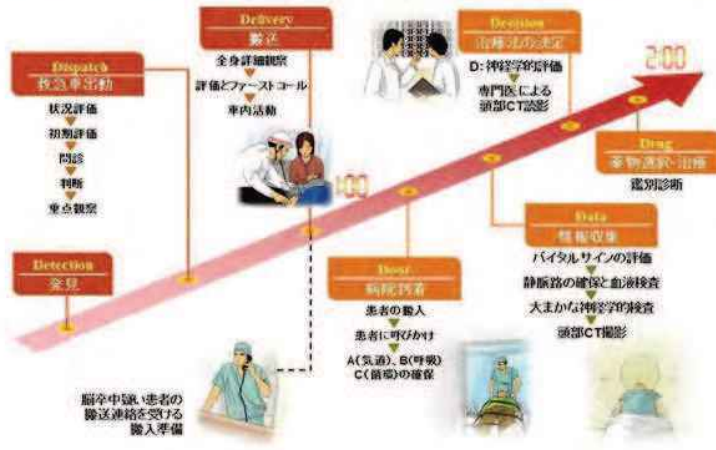 Detection
発見
Dispatch
救急車出動
状況評価
初期評価
問診
判断
重点観察
Delivery
搬送
全身詳細観察
評価とファーストコール
車内活動
1:00
脳卒中疑い患者の
搬送連絡を受ける
搬入準備
Door
病院到着
患者の搬入
患者に呼びかけ
A(気道)、B(呼吸)
C(循環)の確保
Data
情報収集
バイタルサインの評価
静脈路の確保と血液検査
大まかな神経学的検査
頭部CT撮影
Decision
治療法の決定
D:神経学的評価
専門医による
頭部CT読影
Drug
薬物選択・治療
鑑別診断
2:00